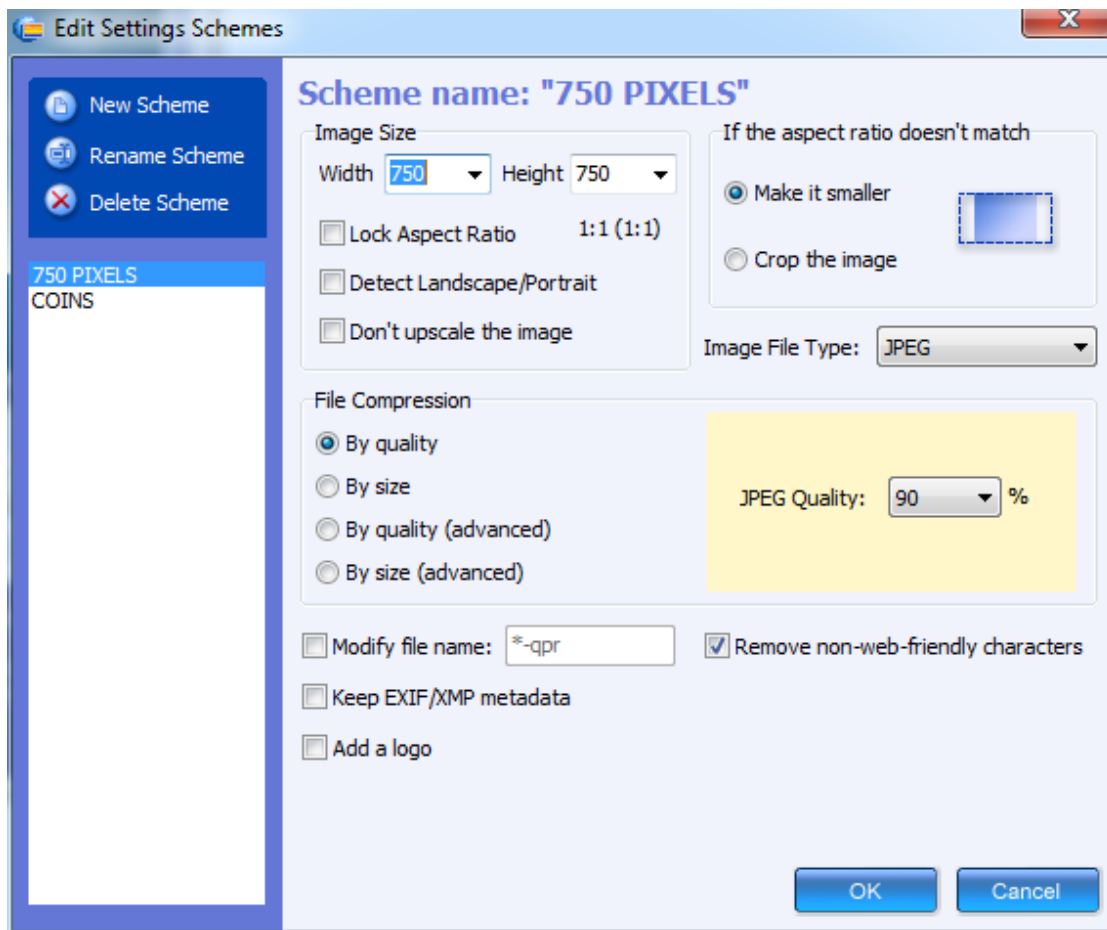 Edit Settings Schemes
New Scheme
Rename Scheme
Delete Scheme
750 PIXELS
COINS
Scheme name: "750 PIXELS"
Image Size
Width 750 Height 750
Lock Aspect Ratio 1:1 (1:1)
Detect Landscape/Portrait
Don't upscale the image
If the aspect ratio doesn't match
Make it smaller
Crop the image
Image File Type: JPEG
File Compression
By quality
By size
By quality (advanced)
By size (advanced)
JPEG Quality: 90 %
Modify file name: *-qpr
Remove non-web-friendly characters
Keep EXIF/XMP metadata
Add a logo
OK Cancel